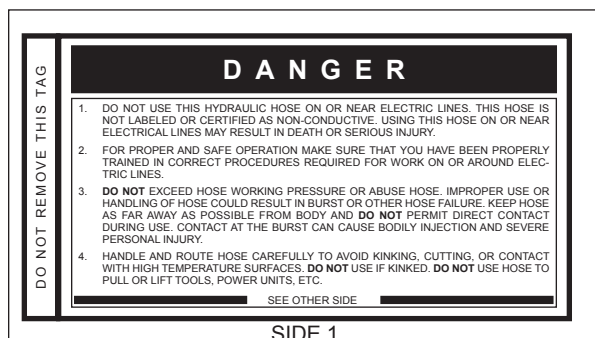 DO NOT REMOVE THIS TAG
D A N G E R
1. DO NOT USE THIS HYDRAULIC HOSE ON OR NEAR ELECTRIC LINES. THIS HOSE IS
NOT LABELED OR CERTIFIED AS NON-CONDUCTIVE. USING THIS HOSE ON OR NEAR
ELECTRICAL LINES MAY RESULT IN DEATH OR SERIOUS INJURY.
2. FOR PROPER AND SAFE OPERATION MAKE SURE THAT YOU HAVE BEEN PROPERLY
TRAINED IN CORRECT PROCEDURES REQUIRED FOR WORK ON OR AROUND ELEC-
TRIC LINES.
3. DO NOT EXCEED HOSE WORKING PRESSURE OR ABUSE HOSE. IMPROPER USE OR
HANDLING OF HOSE COULD RESULT IN BURST OR OTHER HOSE FAILURE. KEEP HOSE
AS FAR AWAY AS POSSIBLE FROM BODY AND DO NOT PERMIT DIRECT CONTACT
DURING USE. CONTACT AT THE BURST CAN CAUSE BODILY INJECTION AND SEVERE
PERSONAL INJURY.
4. HANDLE AND ROUTE HOSE CAREFULLY TO AVOID KINKING, CUTTING, OR CONTACT
WITH HIGH TEMPERATURE SURFACES. DO NOT USE IF KINKED. DO NOT USE HOSE TO
PULL OR LIFT TOOLS, POWER UNITS, ETC.
SEE OTHER SIDE
SIDE 1